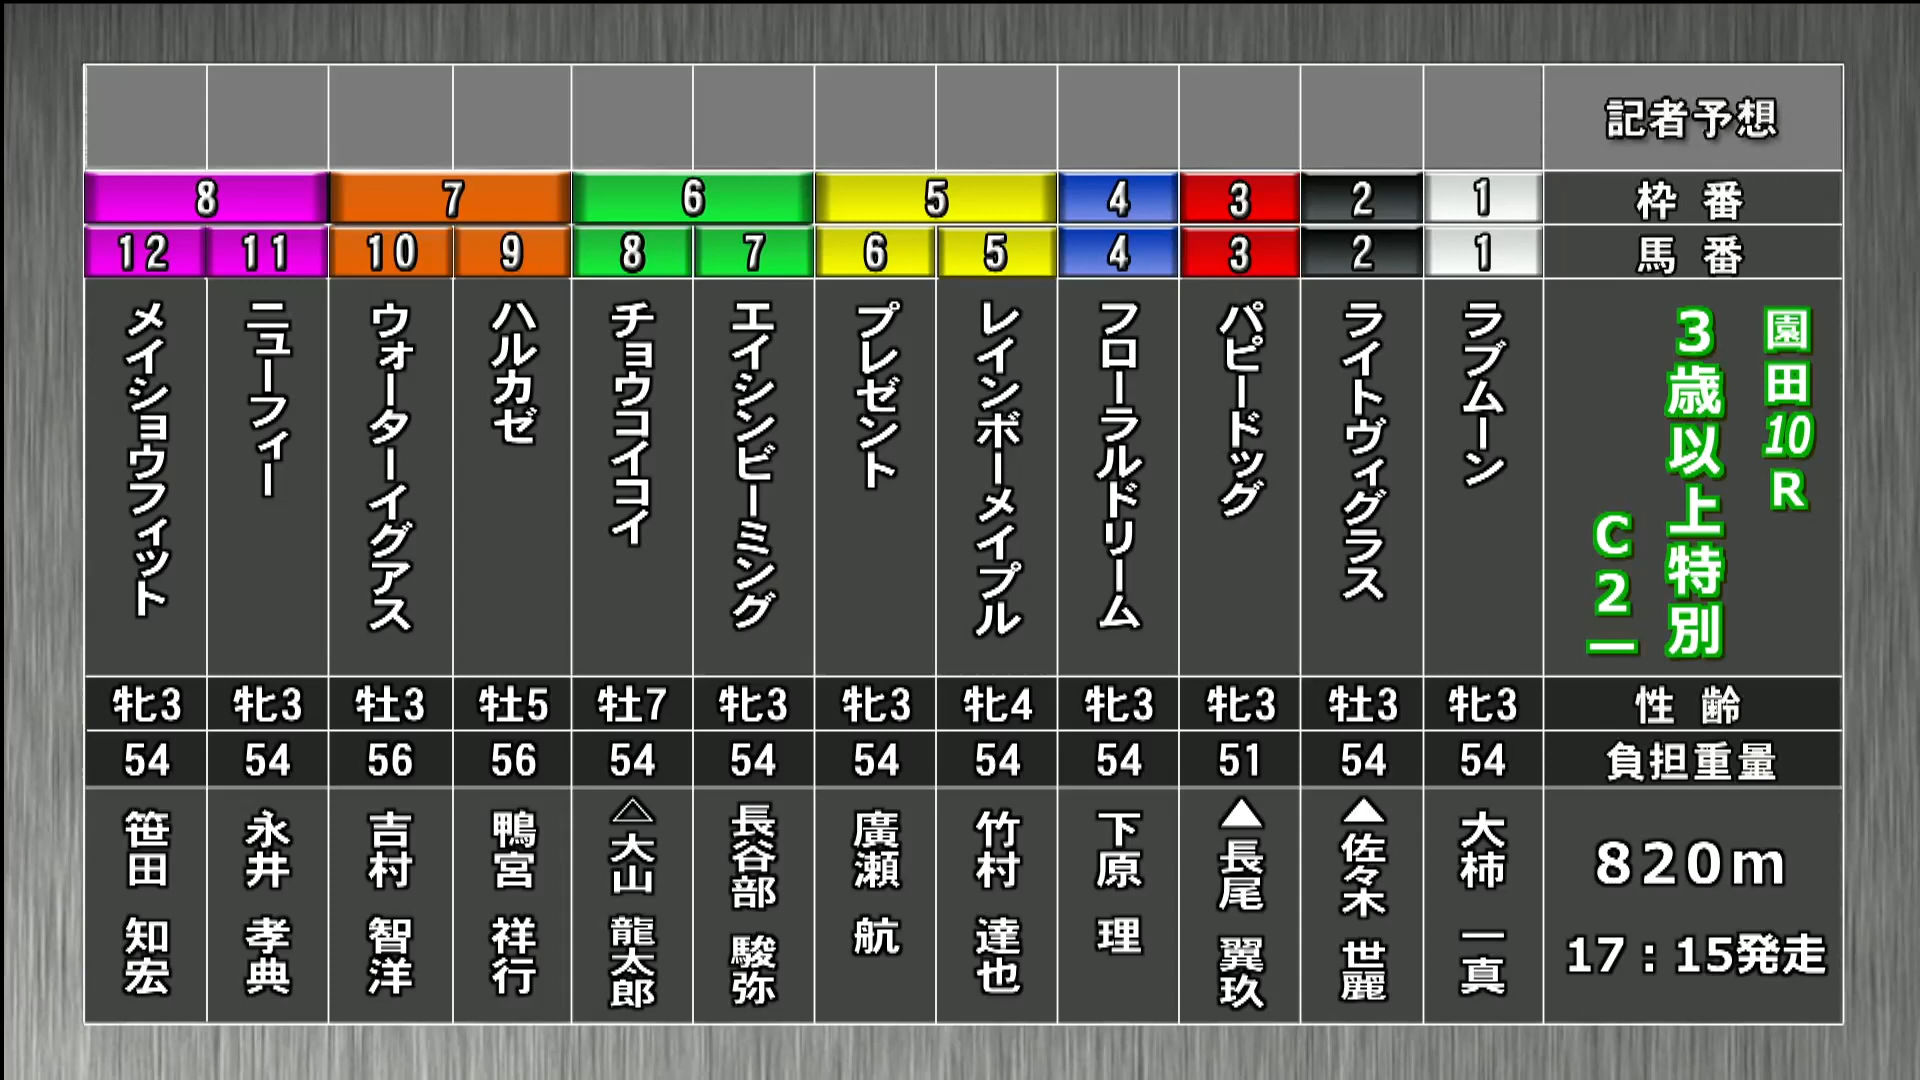 記者予想
枠番
8 7 6 5 4 3 2 1
馬番
12 11 10 9 8 7 6 5 4 3 2 1
園田10R
3歳以上特別
C2一
ラブムーン
ライトヴィグラス
パピードッグ
フローラルドリーム
レインボーメイプル
プレゼント
エイシンビーミング
チョウコイコイ
ハルカゼ
ウォーターイグアス
ニューフィー
メイショウフィット
性齢
牝3 牝3 牡3 牡5 牡7 牝3 牝3 牝4 牝3 牝3 牡3 牝3
負担重量
54 54 56 56 54 54 54 54 54 51 54 54
820m
17:15発走
大柿 一真
▲佐々木 世麗
▲長尾 翼玖
下原 理
竹村 達也
廣瀬 航
長谷部 駿弥
△大山 龍太郎
鴨宮 祥行
吉村 智洋
永井 孝典
笹田 知宏